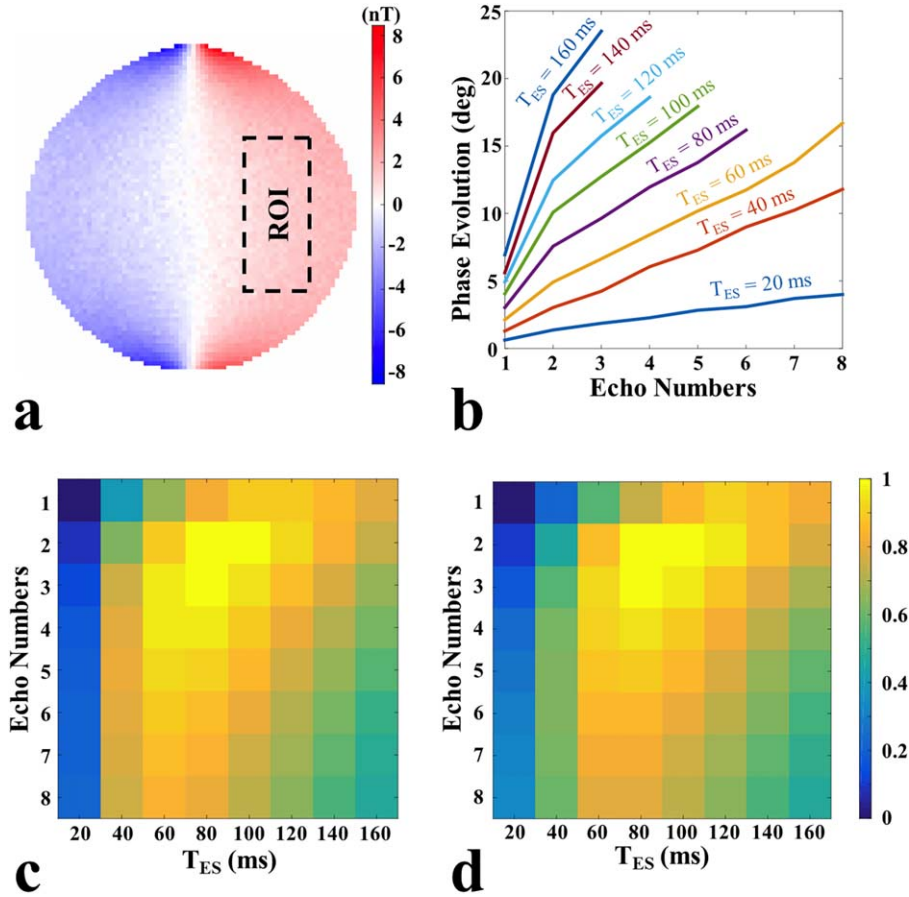 (nT)
8
6
4
2
0
-2
-4
-6
-8
ROI
a
25
20
15
10
5
0
Phase Evolution (deg)
T_ES = 160 ms
T_ES = 140 ms
T_ES = 120 ms
T_ES = 100 ms
T_ES = 80 ms
T_ES = 60 ms
T_ES = 40 ms
T_ES = 20 ms
1 2 3 4 5 6 7 8
Echo Numbers
b
Echo Numbers
1
2
3
4
5
6
7
8
20 40 60 80 100 120 140 160
T_ES (ms)
c
Echo Numbers
1
2
3
4
5
6
7
8
20 40 60 80 100 120 140 160
T_ES (ms)
d
1
0.8
0.6
0.4
0.2
0